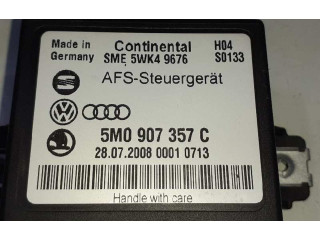 Made in Continental H04
Germany SME 5WK4 9676 S0133
AFS-Steuergerät
5M0 907 357 C
28.07.2008 0001 0713
Handle with care